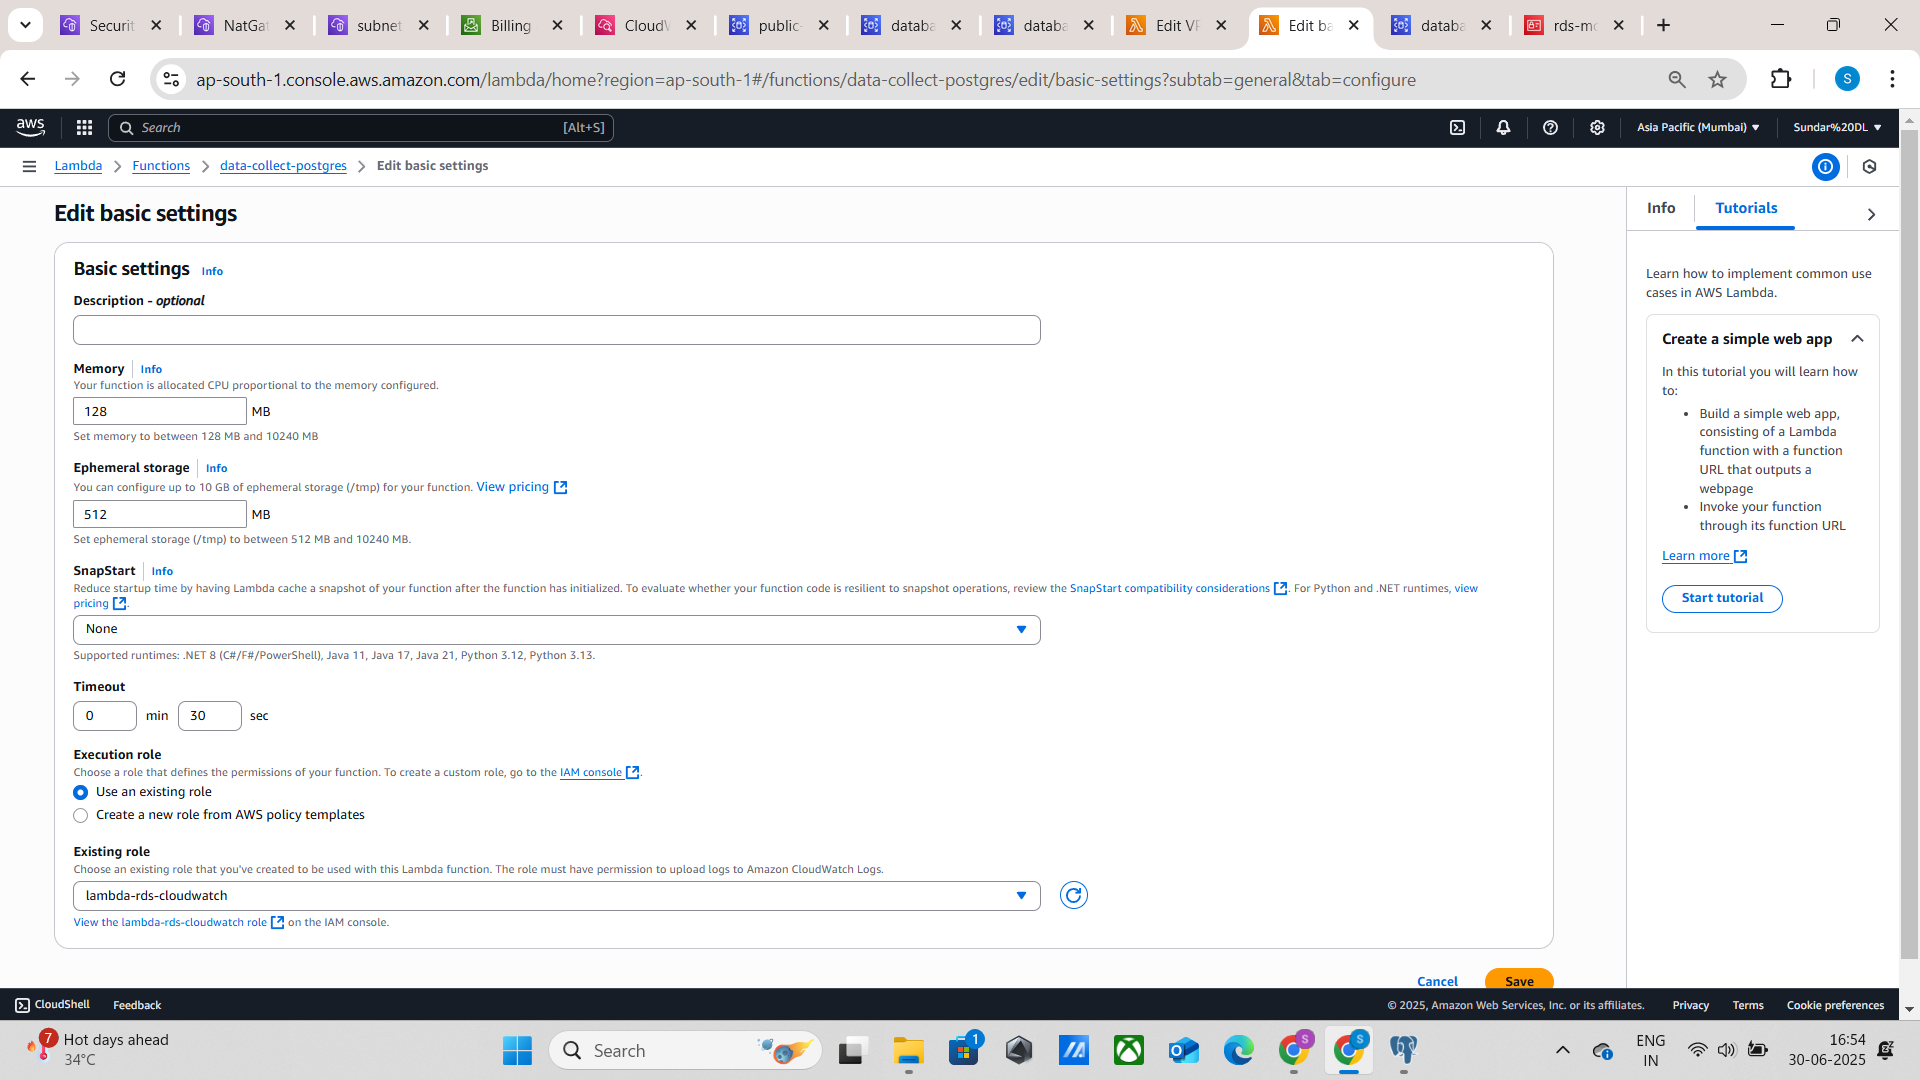 Securit
NatGat
subnet
Billing
CloudW
public-
databa
databa
Edit VP
Edit ba
databa
rds-mo
ap-south-1.console.aws.amazon.com/lambda/home?region=ap-south-1#/functions/data-collect-postgres/edit/basic-settings?subtab=general&tab=configure
S
aws
Search
[Alt+S]
Asia Pacific (Mumbai)
Sundar%20DL
Lambda
Functions
data-collect-postgres
Edit basic settings
Edit basic settings
Basic settings Info
Description - optional
Memory Info
Your function is allocated CPU proportional to the memory configured.
128 MB
Set memory to between 128 MB and 10240 MB
Ephemeral storage Info
You can configure up to 10 GB of ephemeral storage (/tmp) for your function. View pricing
512 MB
Set ephemeral storage (/tmp) to between 512 MB and 10240 MB.
SnapStart Info
Reduce startup time by having Lambda cache a snapshot of your function after the function has initialized. To evaluate whether your function code is resilient to snapshot operations, review the SnapStart compatibility considerations. For Python and .NET runtimes, view
pricing.
None
Supported runtimes: .NET 8 (C#/F#/PowerShell), Java 11, Java 17, Java 21, Python 3.12, Python 3.13.
Timeout
0 min 30 sec
Execution role
Choose a role that defines the permissions of your function. To create a custom role, go to the IAM console.
Use an existing role
Create a new role from AWS policy templates
Existing role
Choose an existing role that you've created to be used with this Lambda function. The role must have permission to upload logs to Amazon CloudWatch Logs.
lambda-rds-cloudwatch
View the lambda-rds-cloudwatch role on the IAM console.
Cancel
Save
Info
Tutorials
Learn how to implement common use
cases in AWS Lambda.
Create a simple web app
In this tutorial you will learn how
to:
• Build a simple web app,
consisting of a Lambda
function with a function
URL that outputs a
webpage
• Invoke your function
through its function URL
Learn more
Start tutorial
CloudShell
Feedback
© 2025, Amazon Web Services, Inc. or its affiliates.
Privacy
Terms
Cookie preferences
7
Hot days ahead
34°C
Search
1
S
S
ENG
IN
16:54
30-06-2025